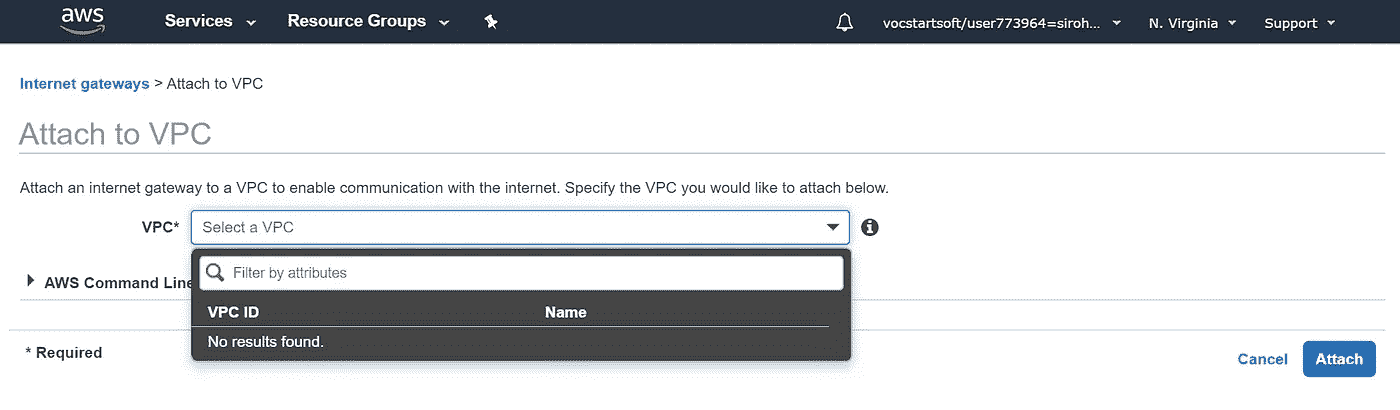 aws Services Resource Groups vocstartsoft/user773964=siroh... N. Virginia Support
Internet gateways > Attach to VPC
Attach to VPC
Attach an internet gateway to a VPC to enable communication with the internet. Specify the VPC you would like to attach below.
VPC* Select a VPC
Filter by attributes
AWS Command Line
VPC ID Name
No results found.
* Required
Cancel Attach